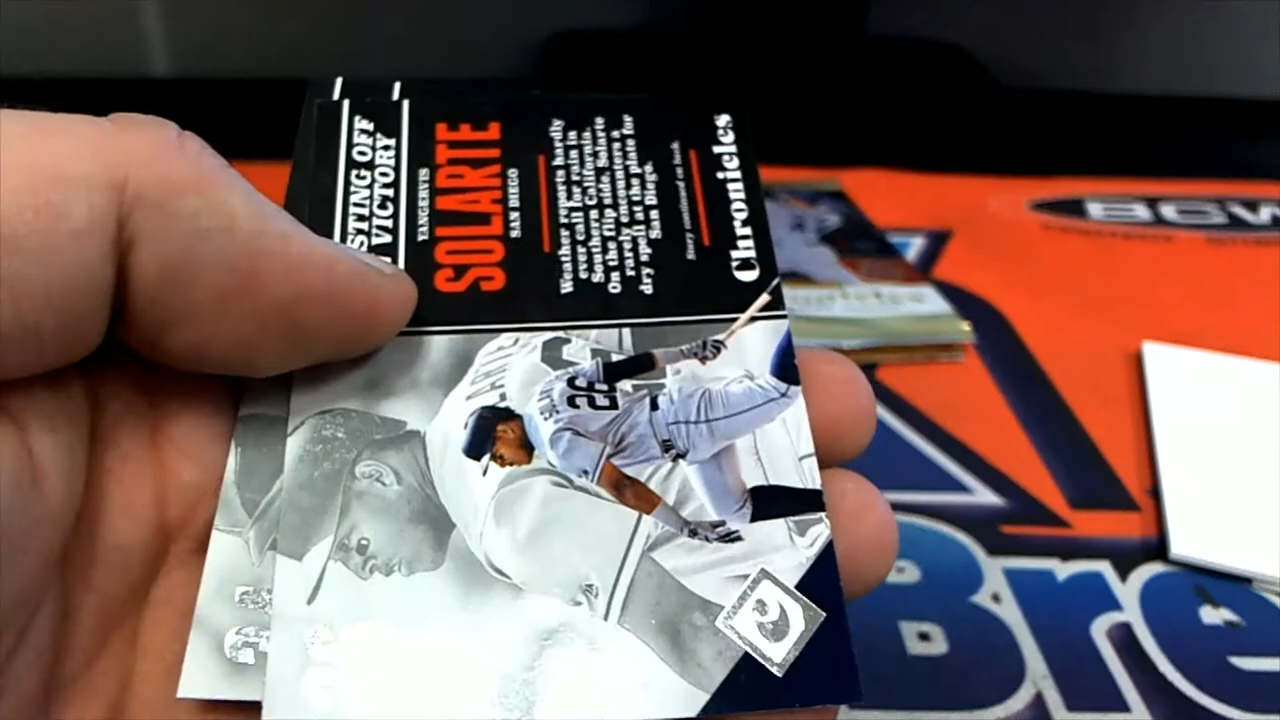 STING OFF
VICTORY
YANGERVIS
SOLARTE
SAN DIEGO
Weather reports hardly
ever call for rain in
Southern California.
On the flip side, Solarte
rarely encounters a
dry spell at the plate for
San Diego.
Story continued on back.
Chronicles
26
BCW
Bre